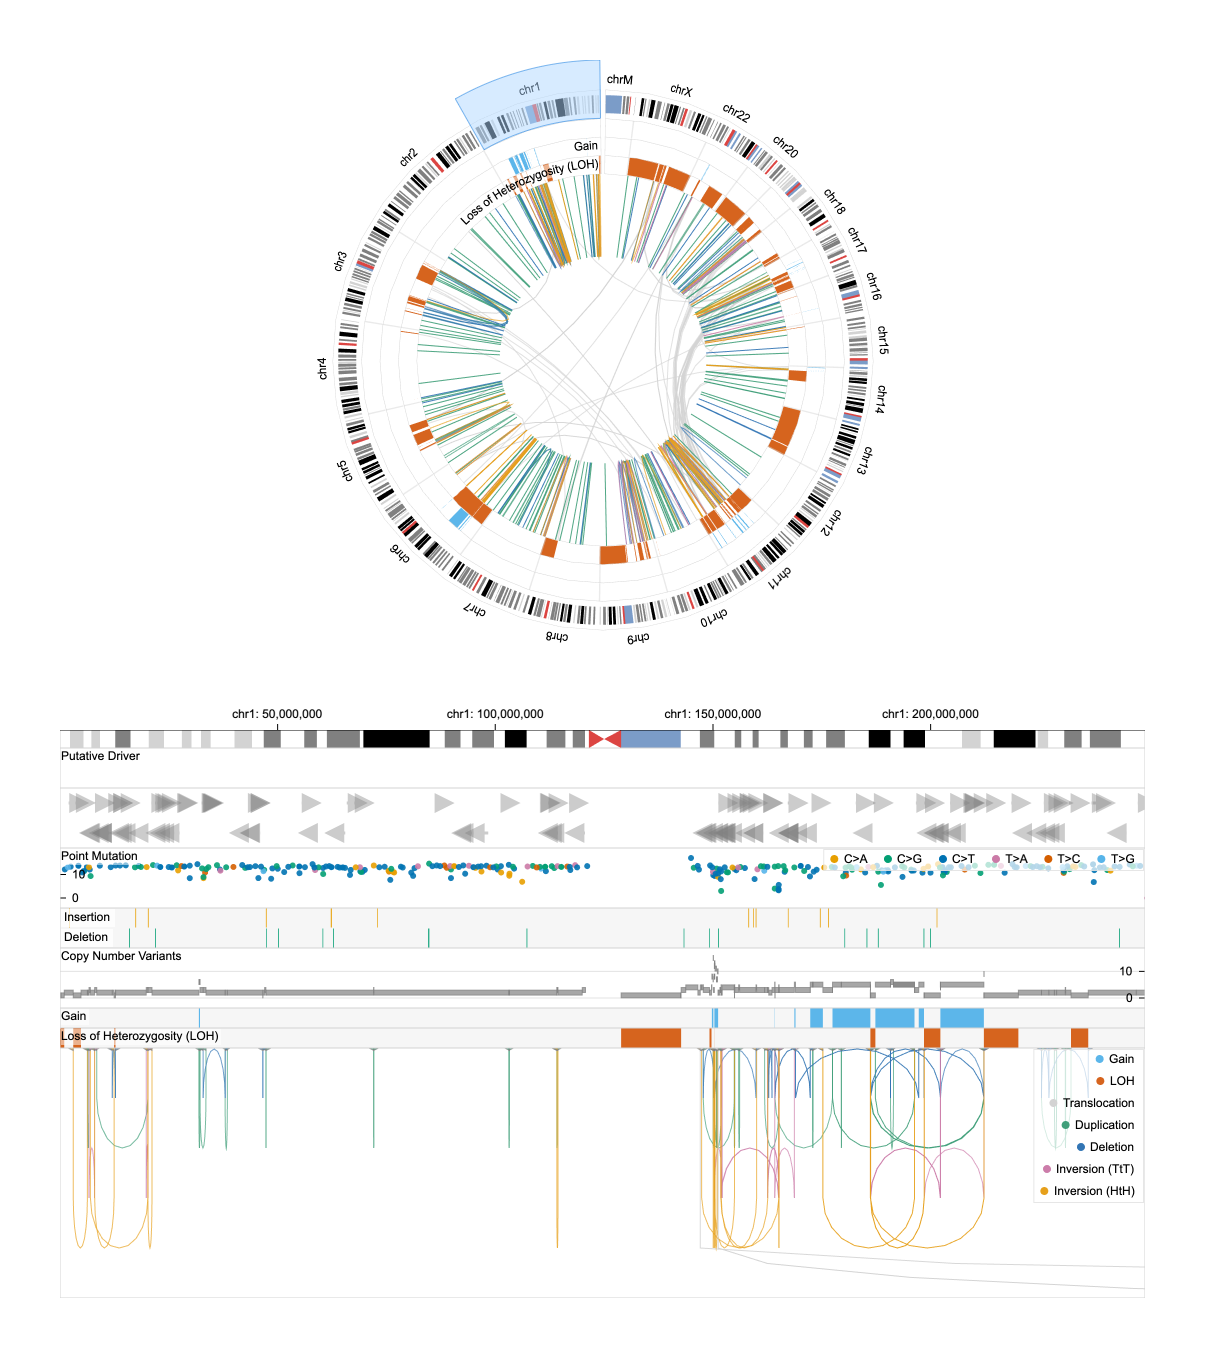 chr1
chrM
chrX
chr22
chr20
chr18
chr17
chr16
chr15
chr14
chr13
chr12
chr11
chr10
chr9
chr8
chr7
chr6
chr5
chr4
chr3
chr2
Gain
Loss of Heterozygosity (LOH)
chr1: 50,000,000 chr1: 100,000,000 chr1: 150,000,000 chr1: 200,000,000
Putative Driver
Point Mutation
C>A C>G C>T T>A T>C T>G
10
0
Insertion
Deletion
Copy Number Variants
10
0
Gain
Loss of Heterozygosity (LOH)
Gain
LOH
Translocation
Duplication
Deletion
Inversion (TtT)
Inversion (HtH)